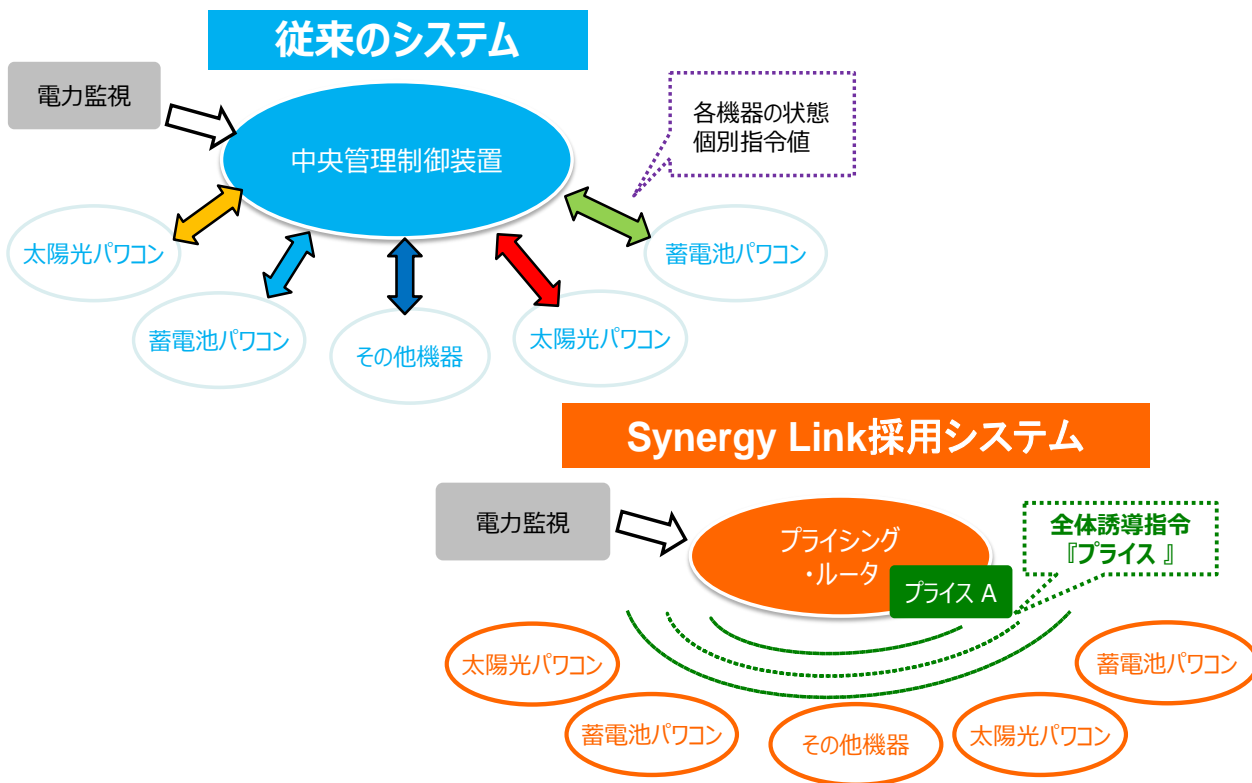 従来のシステム
電力監視
中央管理制御装置
各機器の状態
個別指令値
太陽光パワコン
蓄電池パワコン
その他機器
太陽光パワコン
蓄電池パワコン
Synergy Link採用システム
電力監視
プライシング
・ルータ
プライス A
全体誘導指令
『プライス 』
太陽光パワコン
蓄電池パワコン
その他機器
太陽光パワコン
蓄電池パワコン